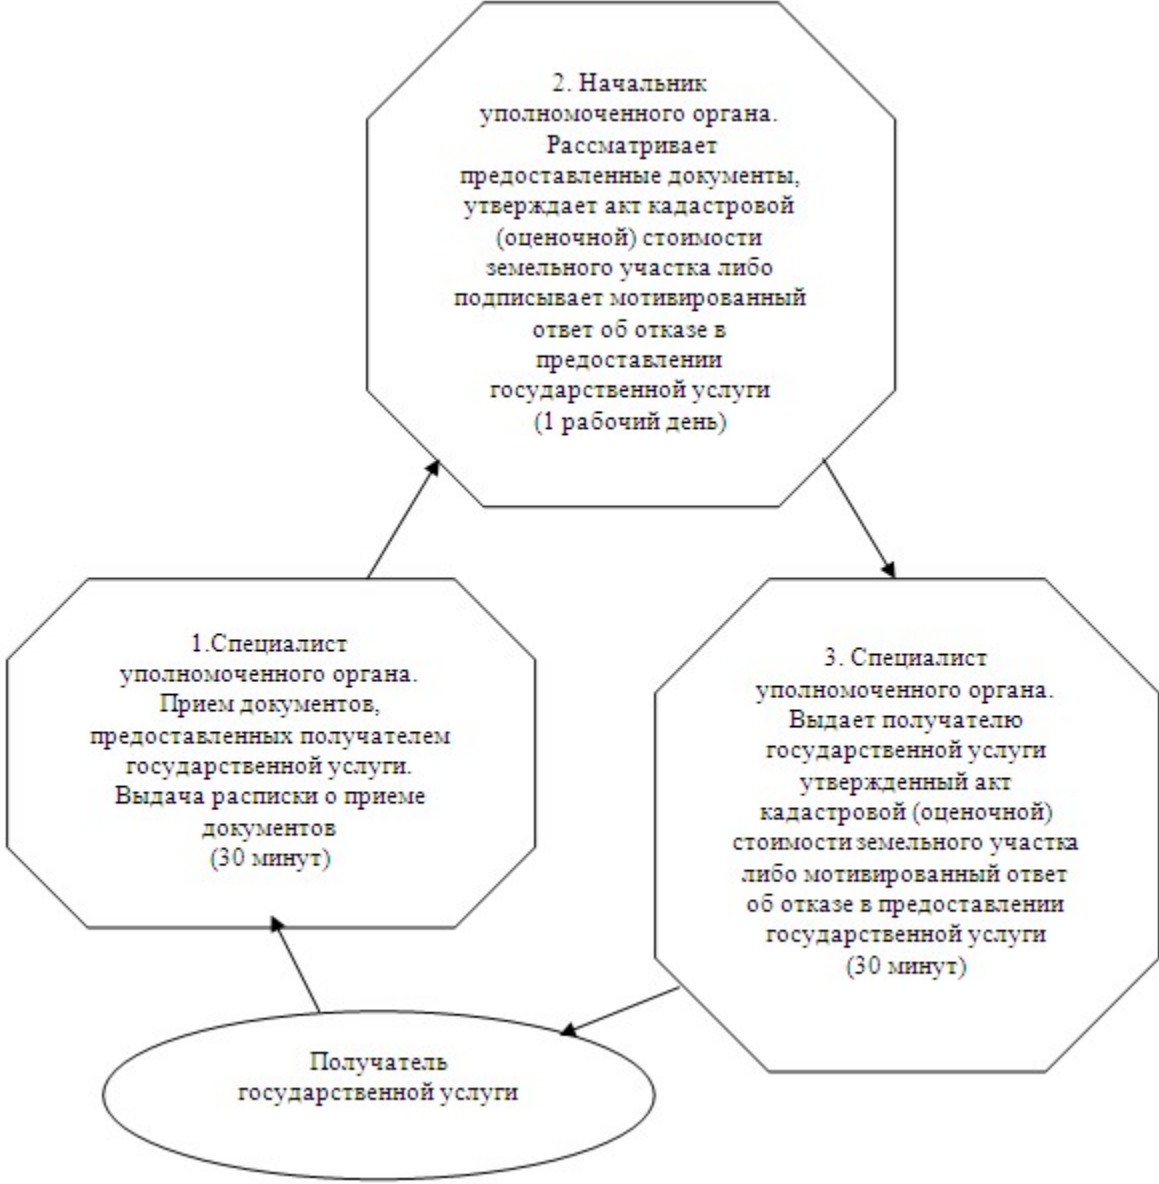 2. Начальник
уполномоченного органа.
Рассматривает
предоставленные документы,
утверждает акт кадастровой
(оценочной) стоимости
земельного участка либо
подписывает мотивированный
ответ об отказе в
предоставлении
государственной услуги
(1 рабочий день)
1.Специалист
уполномоченного органа.
Прием документов,
предоставленных получателем
государственной услуги.
Выдача расписки о приеме
документов
(30 минут)
3. Специалист
уполномоченного органа.
Выдает получателю
государственной услуги
утвержденный акт
кадастровой (оценочной)
стоимости земельного участка
либо мотивированный ответ
об отказе в предоставлении
государственной услуги
(30 минут)
Получатель
государственной услуги